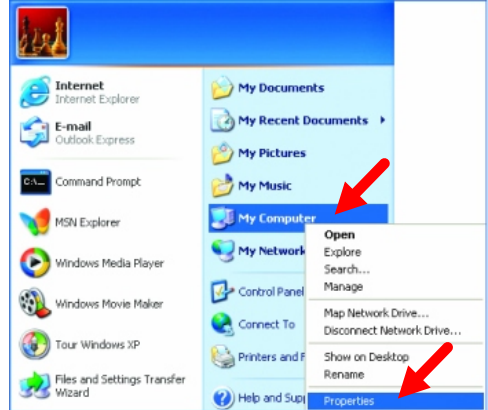 Internet
Internet Explorer
E-mail
Outlook Express
C:\_
Command Prompt
MSN Explorer
Windows Media Player
Windows Movie Maker
Tour Windows XP
Files and Settings Transfer
Wizard
My Documents
My Recent Documents
My Pictures
My Music
My Computer
My Network
Control Panel
Connect To
Printers and F
Help and Supp
Open
Explore
Search...
Manage
Map Network Drive...
Disconnect Network Drive...
Show on Desktop
Rename
Properties